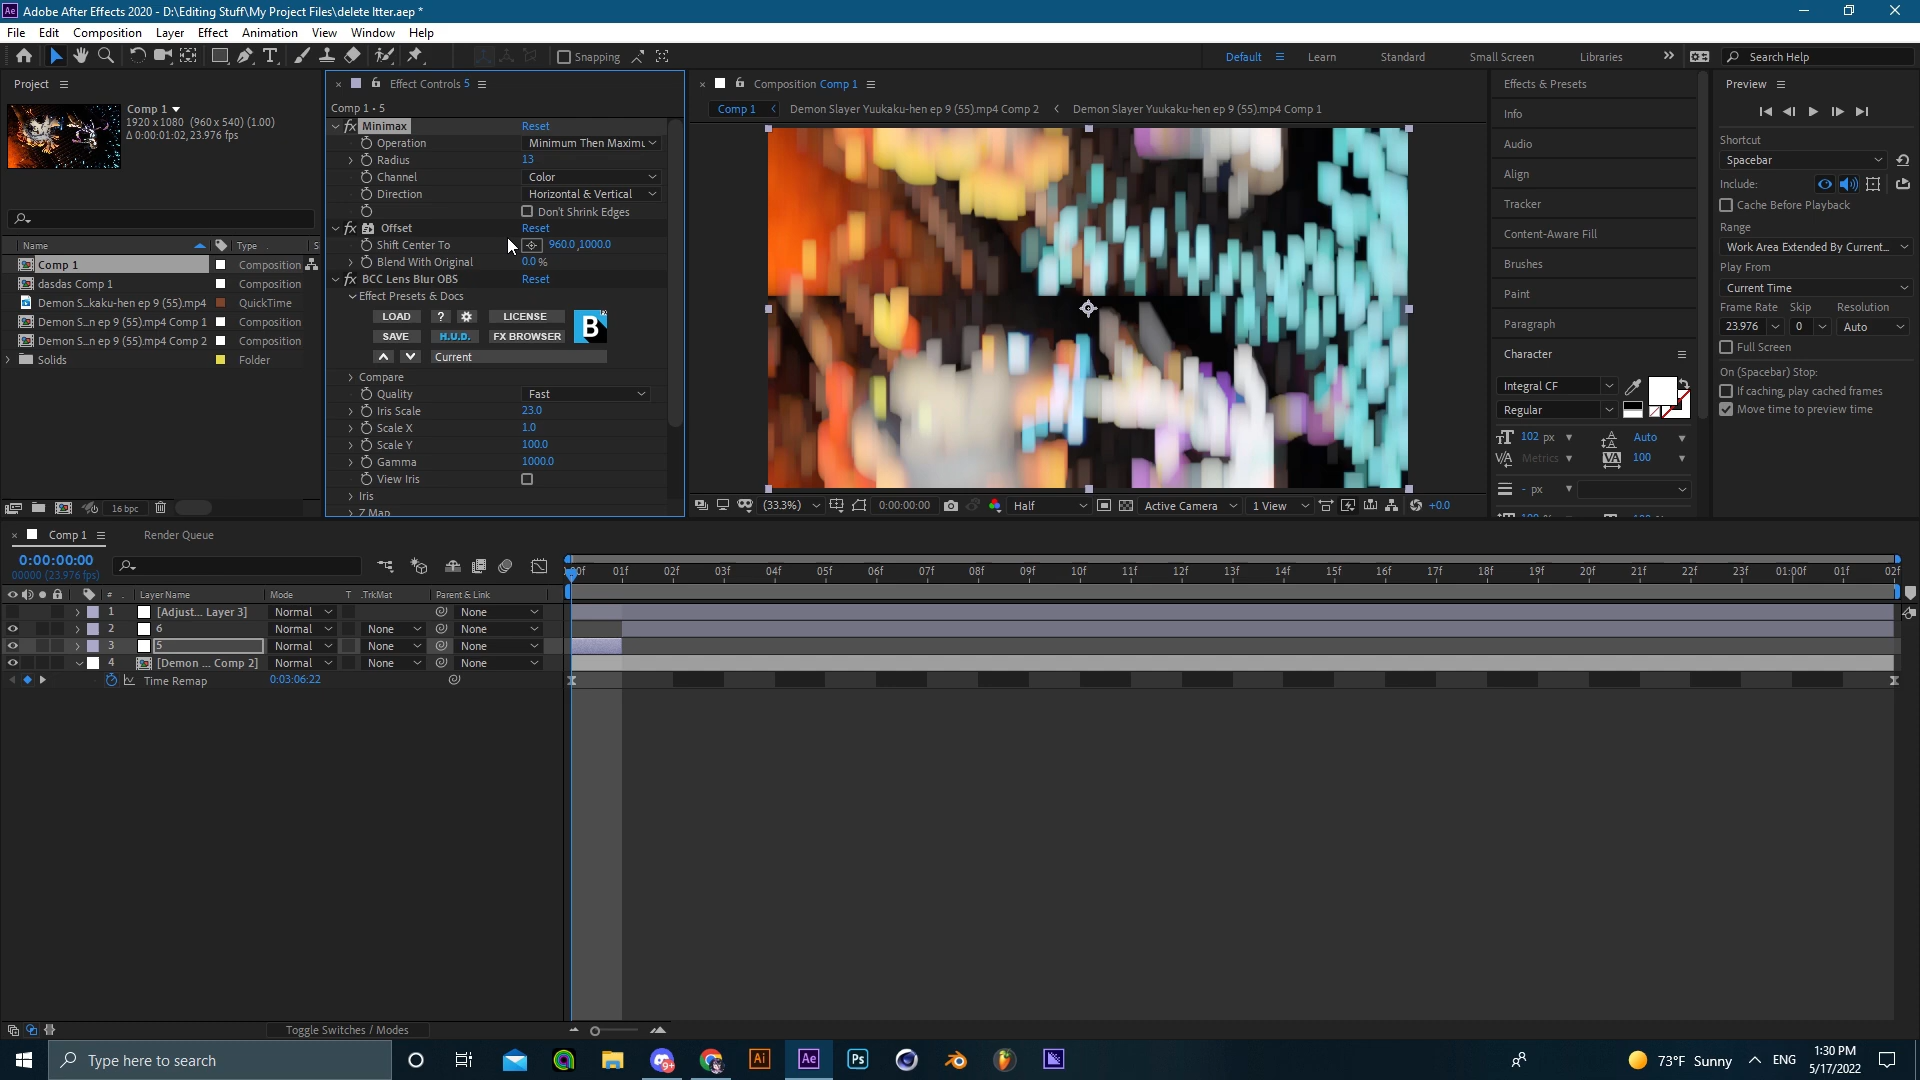 Adobe After Effects 2020 - D:\Editing Stuff\My Project Files\delete ltter.aep *
File Edit Composition Layer Effect Animation View Window Help
Snapping
Default Learn Standard Small Screen Libraries Search Help
Project
Comp 1
1920 x 1080 (960 x 540) (1.00)
Δ 0:00:01:02, 23.976 fps
Name Type S
Comp 1 Composition
dasdas Comp 1 Composition
Demon S...kaku-hen ep 9 (55).mp4 QuickTime
Demon S...n ep 9 (55).mp4 Comp 1 Composition
Demon S...n ep 9 (55).mp4 Comp 2 Composition
Solids Folder
16 bpc
Effect Controls 5
Comp 1 • 5
fx Minimax Reset
Operation Minimum Then Maximu
Radius 13
Channel Color
Direction Horizontal & Vertical
Don't Shrink Edges
fx Offset Reset
Shift Center To 960.0,1000.0
Blend With Original 0.0 %
fx BCC Lens Blur OBS Reset
Effect Presets & Docs
LOAD ? LICENSE
SAVE H.U.D. FX BROWSER
B
Current
Compare
Quality Fast
Iris Scale 23.0
Scale X 1.0
Scale Y 100.0
Gamma 1000.0
View Iris
Iris
Z Map
Composition Comp 1
Comp 1 Demon Slayer Yuukaku-hen ep 9 (55).mp4 Comp 2 Demon Slayer Yuukaku-hen ep 9 (55).mp4 Comp 1
(33.3%) 0:00:00:00 Half Active Camera 1 View +0.0
Effects & Presets
Info
Audio
Align
Tracker
Content-Aware Fill
Brushes
Paint
Paragraph
Character
Integral CF
Regular
102 px Auto
Metrics 100
- px
Preview
Shortcut
Spacebar
Include:
Cache Before Playback
Range
Work Area Extended By Current...
Play From
Current Time
Frame Rate Skip Resolution
23.976 0 Auto
Full Screen
On (Spacebar) Stop:
If caching, play cached frames
Move time to preview time
Comp 1 Render Queue
0:00:00:00
00000 (23.976 fps)
:00f 01f 02f 03f 04f 05f 06f 07f 08f 09f 10f 11f 12f 13f 14f 15f 16f 17f 18f 19f 20f 21f 22f 23f 01:00f 01f 02f
# Layer Name Mode T .TrkMat Parent & Link
1 [Adjust... Layer 3] Normal None
2 6 Normal None None
3 5 Normal None None
4 [Demon ... Comp 2] Normal None None
Time Remap 0:03:06:22
Toggle Switches / Modes
Type here to search
9+
Ai Ae Ps
73°F Sunny ENG
1:30 PM
5/17/2022